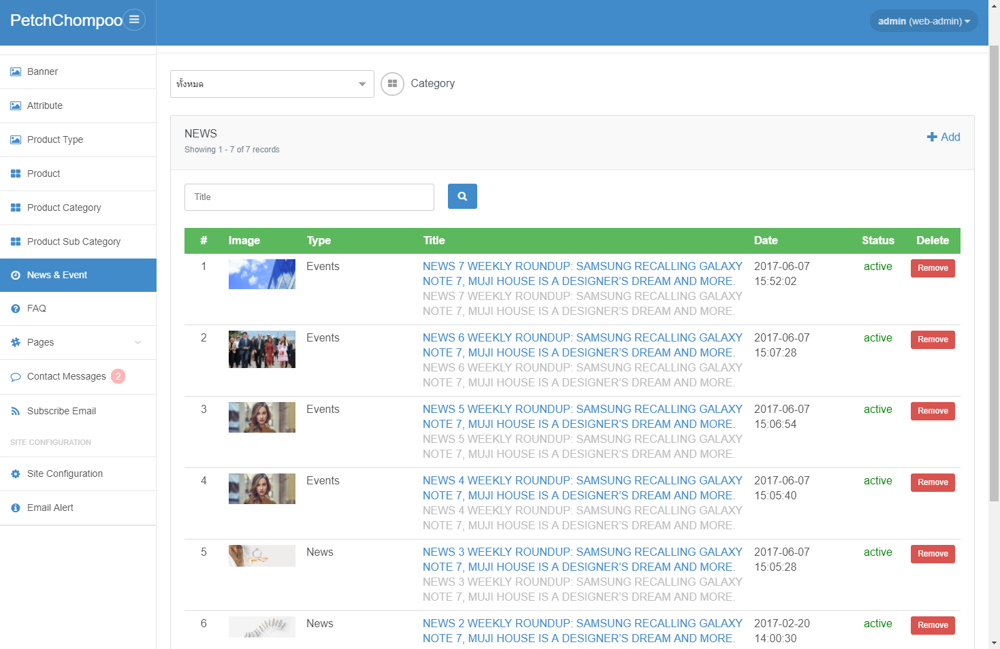 PetchChompoo
admin (web-admin)
Banner
Attribute
Product Type
Product
Product Category
Product Sub Category
News & Event
FAQ
Pages
Contact Messages 2
Subscribe Email
SITE CONFIGURATION
Site Configuration
Email Alert
ทั้งหมด
Category
NEWS
Showing 1 - 7 of 7 records
Add
Title
# Image Type Title Date Status Delete
1 Events NEWS 7 WEEKLY ROUNDUP: SAMSUNG RECALLING GALAXY 2017-06-07 active Remove
NOTE 7, MUJI HOUSE IS A DESIGNER'S DREAM AND MORE. 15:52:02
NEWS 7 WEEKLY ROUNDUP: SAMSUNG RECALLING GALAXY
NOTE 7, MUJI HOUSE IS A DESIGNER'S DREAM AND MORE.
2 Events NEWS 6 WEEKLY ROUNDUP: SAMSUNG RECALLING GALAXY 2017-06-07 active Remove
NOTE 7, MUJI HOUSE IS A DESIGNER'S DREAM AND MORE. 15:07:28
NEWS 6 WEEKLY ROUNDUP: SAMSUNG RECALLING GALAXY
NOTE 7, MUJI HOUSE IS A DESIGNER'S DREAM AND MORE.
3 Events NEWS 5 WEEKLY ROUNDUP: SAMSUNG RECALLING GALAXY 2017-06-07 active Remove
NOTE 7, MUJI HOUSE IS A DESIGNER'S DREAM AND MORE. 15:06:54
NEWS 5 WEEKLY ROUNDUP: SAMSUNG RECALLING GALAXY
NOTE 7, MUJI HOUSE IS A DESIGNER'S DREAM AND MORE.
4 Events NEWS 4 WEEKLY ROUNDUP: SAMSUNG RECALLING GALAXY 2017-06-07 active Remove
NOTE 7, MUJI HOUSE IS A DESIGNER'S DREAM AND MORE. 15:05:40
NEWS 4 WEEKLY ROUNDUP: SAMSUNG RECALLING GALAXY
NOTE 7, MUJI HOUSE IS A DESIGNER'S DREAM AND MORE.
5 News NEWS 3 WEEKLY ROUNDUP: SAMSUNG RECALLING GALAXY 2017-06-07 active Remove
NOTE 7, MUJI HOUSE IS A DESIGNER'S DREAM AND MORE. 15:05:28
NEWS 3 WEEKLY ROUNDUP: SAMSUNG RECALLING GALAXY
NOTE 7, MUJI HOUSE IS A DESIGNER'S DREAM AND MORE.
6 News NEWS 2 WEEKLY ROUNDUP: SAMSUNG RECALLING GALAXY 2017-02-20 active Remove
NOTE 7, MUJI HOUSE IS A DESIGNER'S DREAM AND MORE. 14:00:30